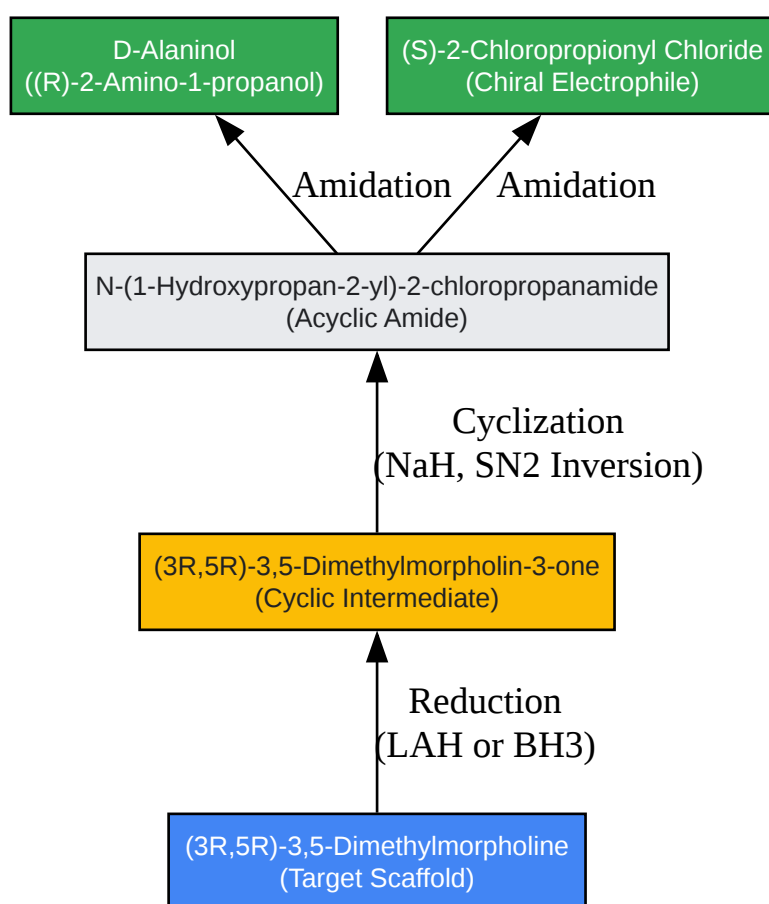 D-Alaninol
((R)-2-Amino-1-propanol)
(S)-2-Chloropropionyl Chloride
(Chiral Electrophile)
Amidation
Amidation
N-(1-Hydroxypropan-2-yl)-2-chloropropanamide
(Acyclic Amide)
Cyclization
(NaH, SN2 Inversion)
(3R,5R)-3,5-Dimethylmorpholin-3-one
(Cyclic Intermediate)
Reduction
(LAH or BH3)
(3R,5R)-3,5-Dimethylmorpholine
(Target Scaffold)